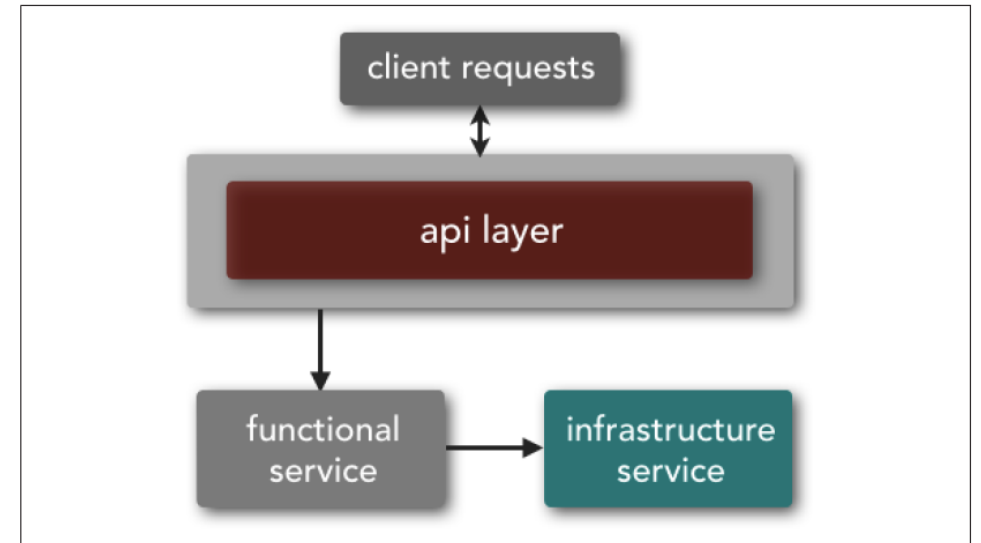 client requests
api layer
functional
service
infrastructure
service